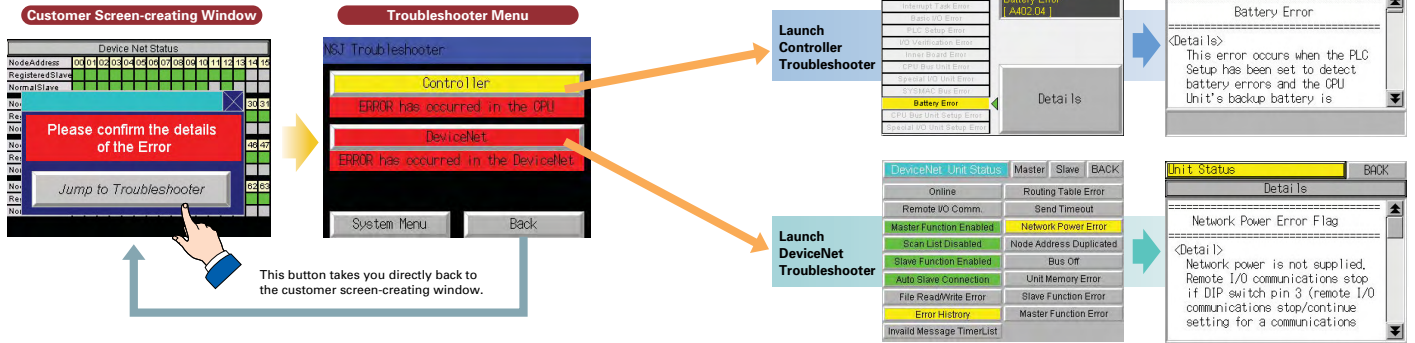 Customer Screen-creating Window
Device Net Status
NodeAddress 00 01 02 03 04 05 06 07 08 09 10 11 12 13 14 15
RegisteredSlave
NormalSlave
30 31
46 47
62 63
Please confirm the details
of the Error
Jump to Troubleshooter
Troubleshooter Menu
NSJ Troubleshooter
Controller
ERROR has occurred in the CPU
DeviceNet
ERROR has occurred in the DeviceNet
System Menu
Back
This button takes you directly back to
the customer screen-creating window.
Launch
Controller
Troubleshooter
Interrupt Task Error
Basic I/O Error
PLC Setup Error
I/O Verification Error
Inner Board Error
CPU Bus Unit Error
Special I/O Unit Error
SYSMAC Bus Error
Battery Error
CPU Bus Unit Setup Error
Special I/O Unit Setup Error
Battery Error
[ A402.04 ]
Details
Battery Error
<Details>
This error occurs when the PLC
Setup has been set to detect
battery errors and the CPU
Unit's backup battery is
Launch
DeviceNet
Troubleshooter
DeviceNet Unit Status Master Slave BACK
Online Routing Table Error
Remote I/O Comm. Send Timeout
Master Function Enabled Network Power Error
Scan List Disabled Node Address Duplicated
Slave Function Enabled Bus Off
Auto Slave Connection Unit Memory Error
File Read/Write Error Slave Function Error
Error Histrory Master Function Error
Invaild Message TimerList
Unit Status BACK
Details
Network Power Error Flag
<Detail>
Network power is not supplied.
Remote I/O communications stop
if DIP switch pin 3 (remote I/O
communications stop/continue
setting for a communications